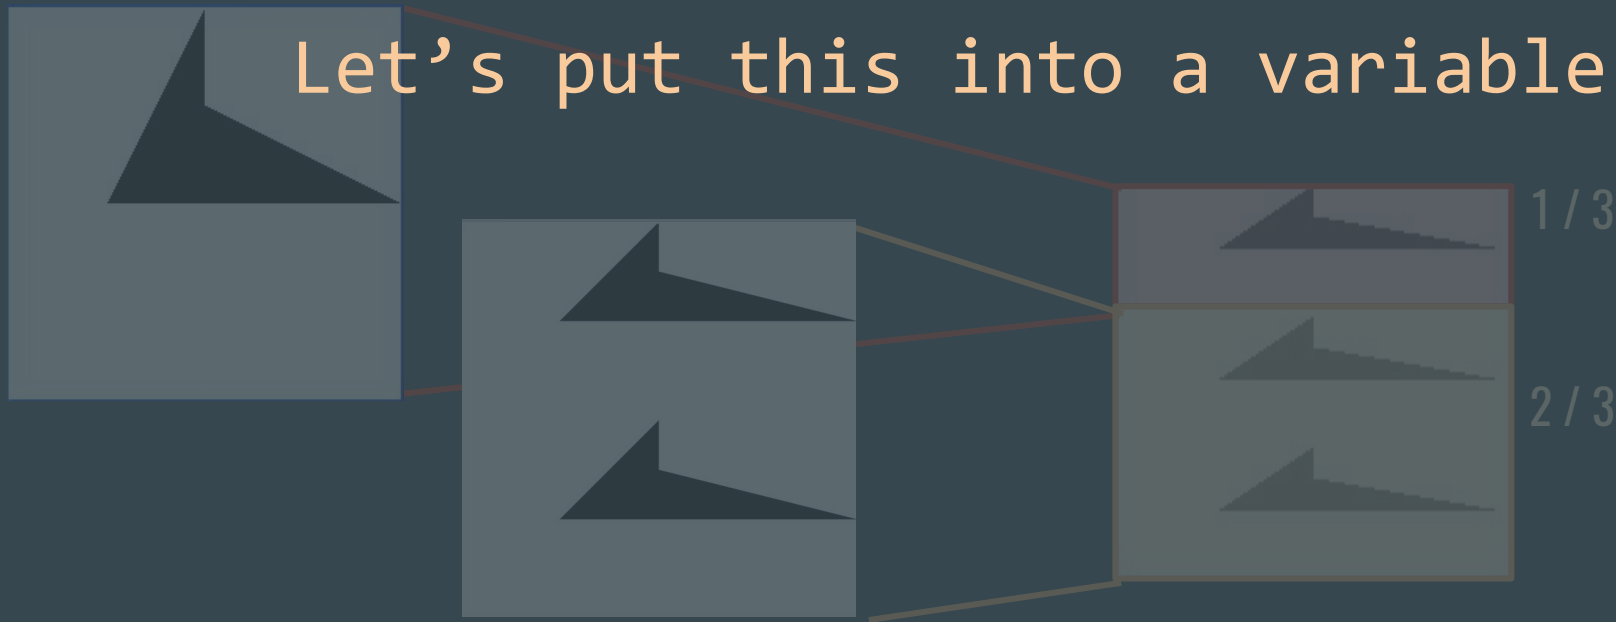 Let’s put this into a variable
1 / 3
2 / 3